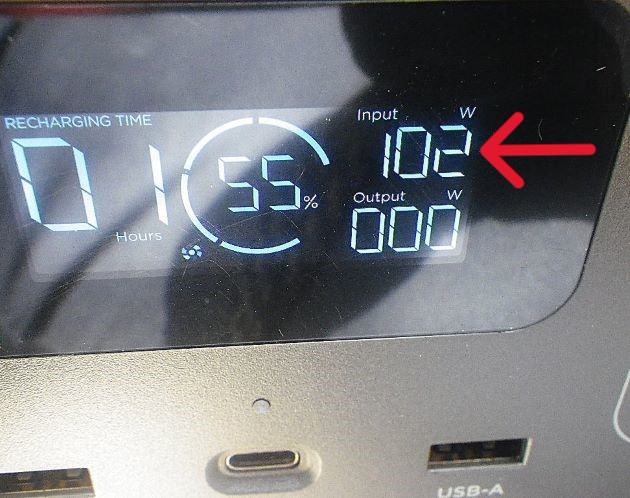 RECHARGING TIME
01
Hours
55%
Input W
102
Output W
000
USB-A